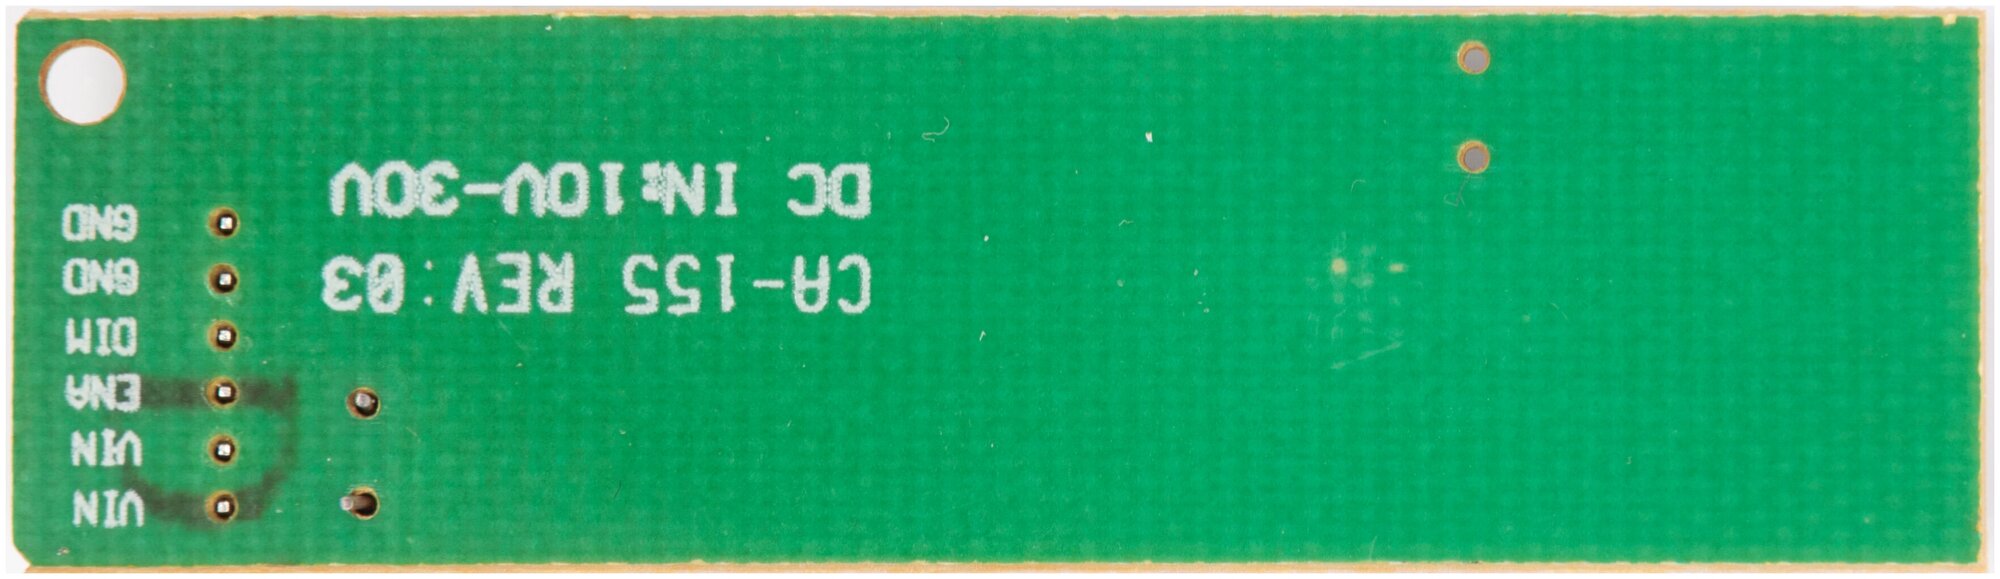 CA-155 REV:03
DC IN:10V-30V
VIN
VIN
ENA
DIM
GND
GND